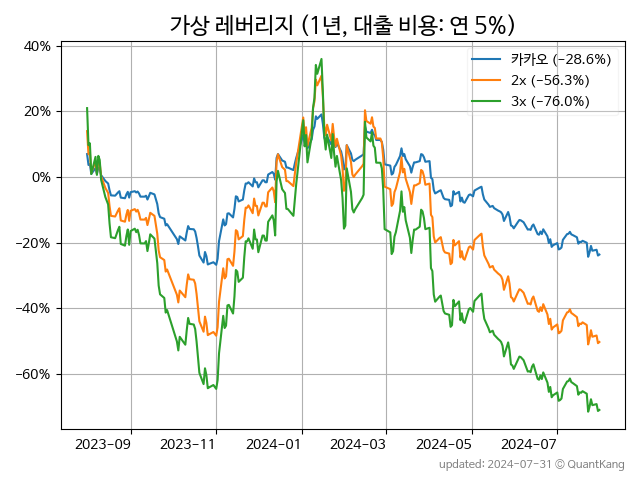 가상 레버리지 (1년, 대출 비용: 연 5%)
카카오 (−28.6%)
2x (−56.3%)
3x (−76.0%)
40%
20%
0%
−20%
−40%
−60%
2023−09 2023−11 2024−01 2024−03 2024−05 2024−07
updated: 2024-07-31 © QuantKang